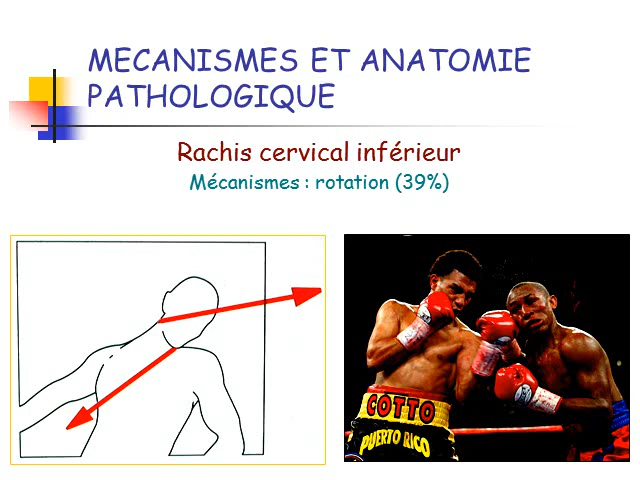 MECANISMES ET ANATOMIE
PATHOLOGIQUE
Rachis cervical inférieur
Mécanismes : rotation (39%)
COTTO
PUERTO RICO